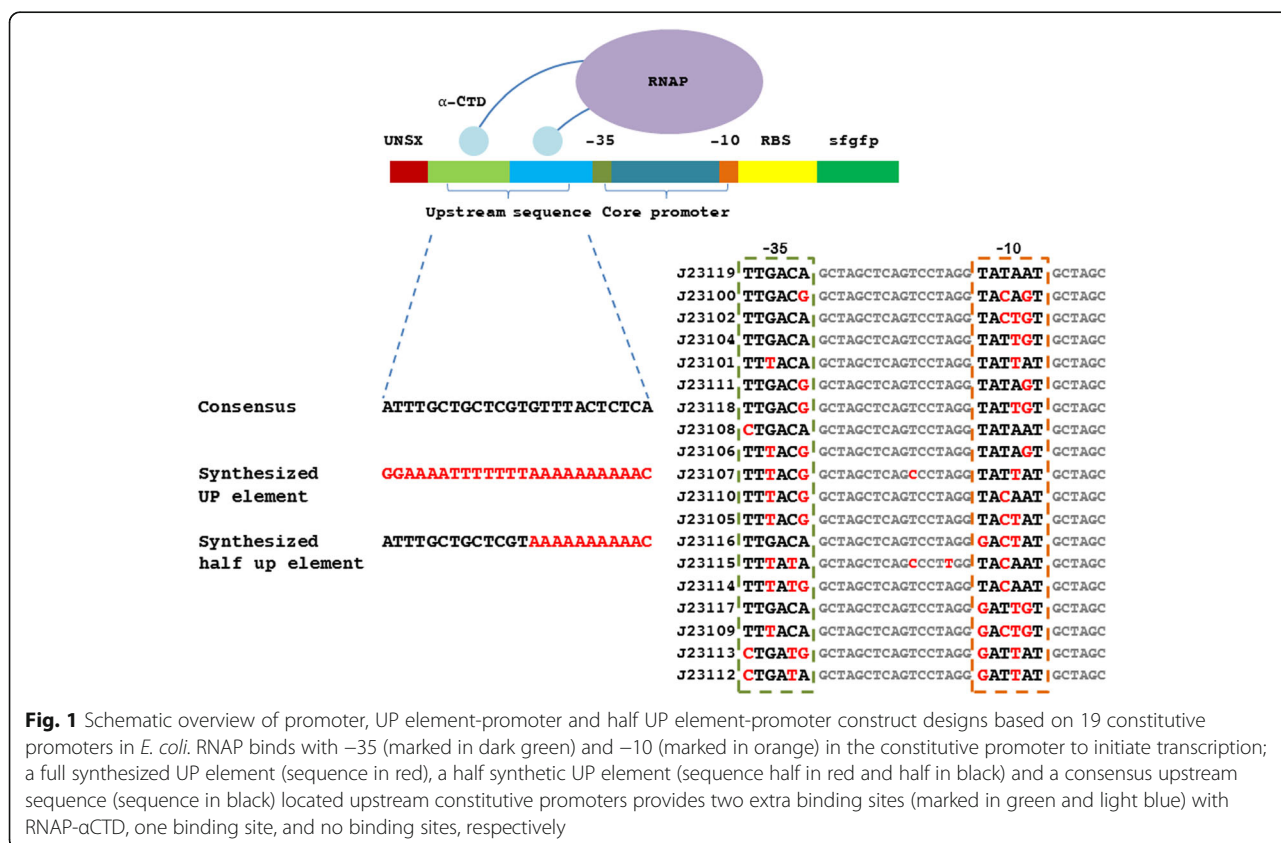 RNAP
α-CTD
UNSX -35 -10 RBS sfgfp
Upstream sequence Core promoter
-35 -10
J23119 TTGACA GCTAGCTCAGTCCTAGG TATAAT GCTAGC
J23100 TTGACG GCTAGCTCAGTCCTAGG TACAGT GCTAGC
J23102 TTGACA GCTAGCTCAGTCCTAGG TACTGT GCTAGC
J23104 TTGACA GCTAGCTCAGTCCTAGG TATTGT GCTAGC
J23101 TTTACA GCTAGCTCAGTCCTAGG TATTAT GCTAGC
J23111 TTGACG GCTAGCTCAGTCCTAGG TATAGT GCTAGC
J23118 TTGACG GCTAGCTCAGTCCTAGG TATTGT GCTAGC
J23108 CTGACA GCTAGCTCAGTCCTAGG TATAAT GCTAGC
J23106 TTTACG GCTAGCTCAGTCCTAGG TATAGT GCTAGC
J23107 TTTACG GCTAGCTCAGCCCTAGG TATTAT GCTAGC
J23110 TTTACG GCTAGCTCAGTCCTAGG TACAAT GCTAGC
J23105 TTTACG GCTAGCTCAGTCCTAGG TACTAT GCTAGC
J23116 TTGACA GCTAGCTCAGTCCTAGG GACTAT GCTAGC
J23115 TTTATA GCTAGCTCAGCCCTTGG TACAAT GCTAGC
J23114 TTTATG GCTAGCTCAGTCCTAGG TACAAT GCTAGC
J23117 TTGACA GCTAGCTCAGTCCTAGG GATTGT GCTAGC
J23109 TTTACA GCTAGCTCAGTCCTAGG GACTGT GCTAGC
J23113 CTGATG GCTAGCTCAGTCCTAGG GATTAT GCTAGC
J23112 CTGATA GCTAGCTCAGTCCTAGG GATTAT GCTAGC
Consensus ATTTGCTGCTCGTGTTTACTCTCA
Synthesized GGAAAATTTTTTTAAAAAAAAAAC
UP element
Synthesized ATTTGCTGCTCGTAAAAAAAAAAC
half up element
Fig. 1 Schematic overview of promoter, UP element-promoter and half UP element-promoter construct designs based on 19 constitutive
promoters in E. coli. RNAP binds with −35 (marked in dark green) and −10 (marked in orange) in the constitutive promoter to initiate transcription;
a full synthesized UP element (sequence in red), a half synthetic UP element (sequence half in red and half in black) and a consensus upstream
sequence (sequence in black) located upstream constitutive promoters provides two extra binding sites (marked in green and light blue) with
RNAP-αCTD, one binding site, and no binding sites, respectively